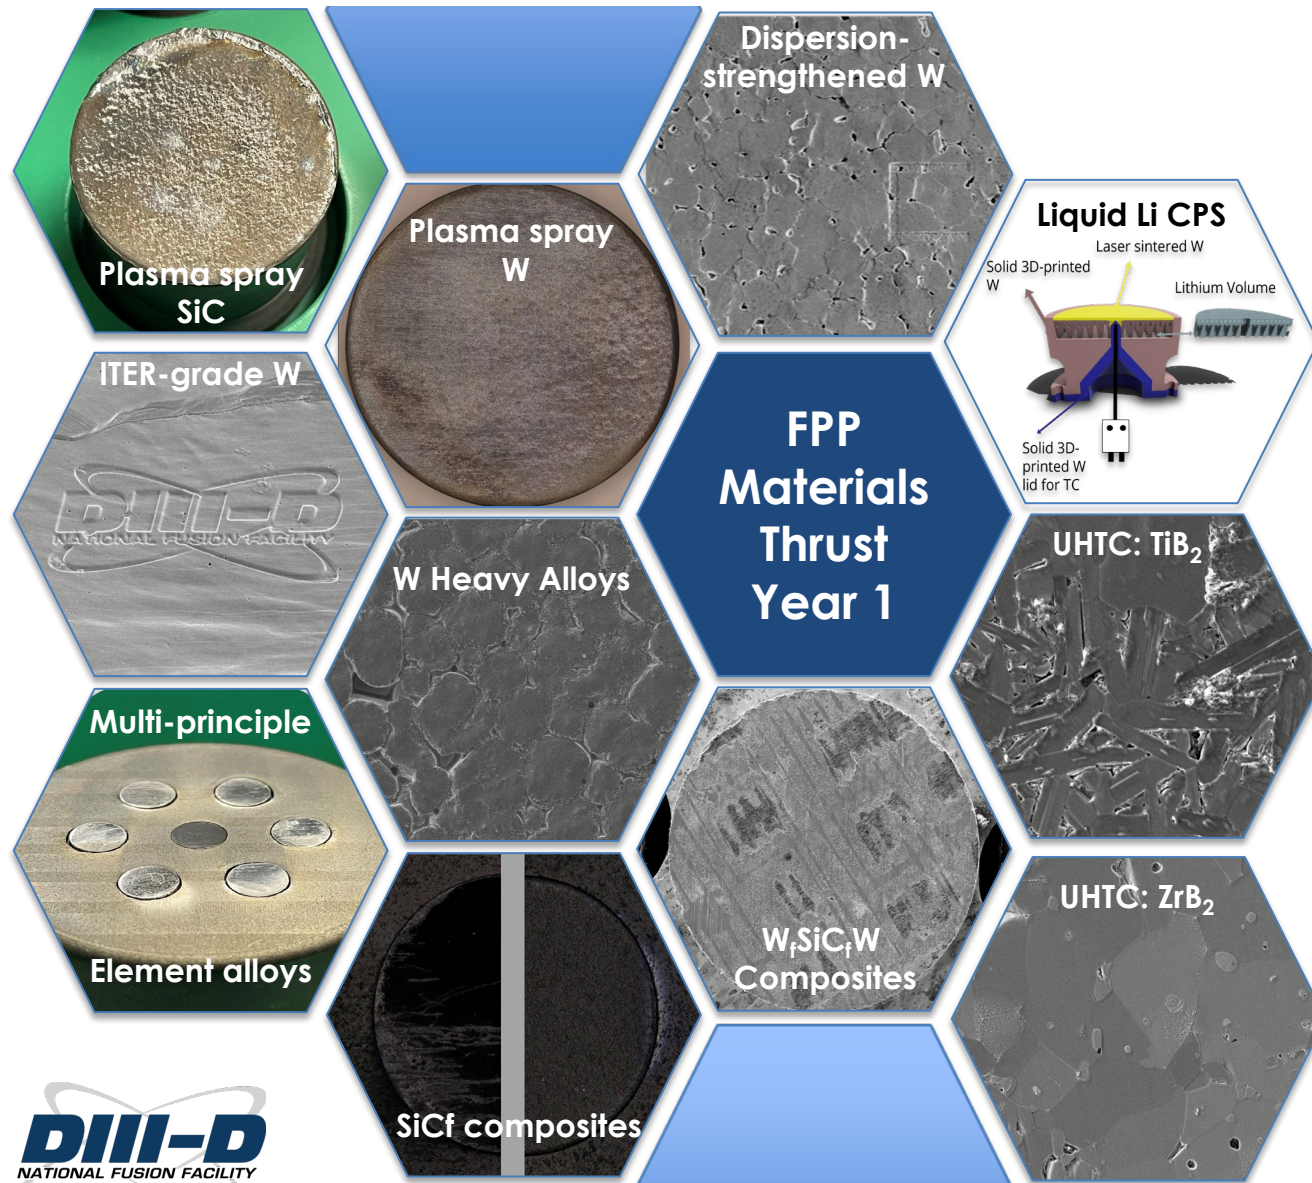 Plasma spray
SiC
Plasma spray
W
Dispersion-
strengthened W
Liquid Li CPS
Laser sintered W
Solid 3D-printed
W
Lithium Volume
Solid 3D-
printed W
lid for TC
ITER-grade W
DIII-D
NATIONAL FUSION FACILITY
FPP
Materials
Thrust
Year 1
W Heavy Alloys
UHTC: TiB₂
Multi-principle
Element alloys
WfSiCfW
Composites
UHTC: ZrB₂
SiCf composites
DIII-D
NATIONAL FUSION FACILITY